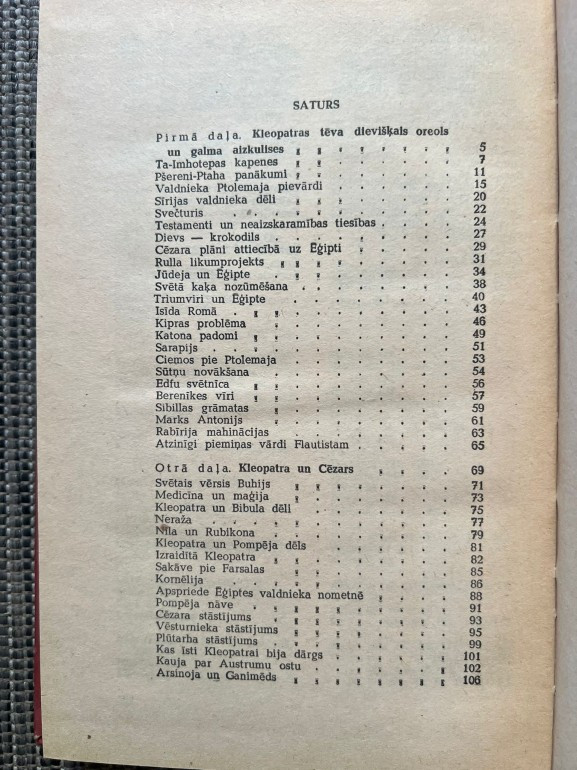 SATURS
Pirmā daļa. Kleopatras tēva dievišķais oreols
un galma aizkulises 5
Ta-Imhotepas kapenes 7
Pšereni-Ptaha panākumi 11
Valdnieka Ptolemaja pievārdi 15
Sīrijas valdnieka dēli 20
Svečturis 22
Testamenti un neaizskaramības tiesības 24
Dievs — krokodils 27
Cēzara plāni attiecībā uz Ēģipti 29
Rulla likumprojekts 31
Jūdeja un Ēģipte 34
Svētā kaķa nozūmēšana 38
Triumviri un Ēģipte 40
Isīda Romā 43
Kipras problēma 46
Katona padomi 49
Sarapijs 51
Ciemos pie Ptolemaja 53
Sūtņu novākšana 54
Edfu svētnīca 56
Berenīkes vīri 57
Sibillas grāmatas 59
Marks Antonijs 61
Rabīrija mahinācijas 63
Atzinīgi piemiņas vārdi Flautistam 65
Otrā daļa. Kleopatra un Cēzars 69
Svētais vērsis Buhijs 71
Medicīna un maģija 73
Kleopatra un Bibula dēli 75
Neraža 77
Nīla un Rubikona 79
Kleopatra un Pompēja dēls 81
Izraidītā Kleopatra 82
Sakāve pie Farsalas 85
Kornēlija 86
Apspriede Ēģiptes valdnieka nometnē 88
Pompēja nāve 91
Cēzara stāstījums 93
Vēsturnieka stāstījums 95
Plūtarha stāstījums 99
Kas īsti Kleopatrai bija dārgs 101
Kauja par Austrumu ostu 102
Arsinoja un Ganimēds 106